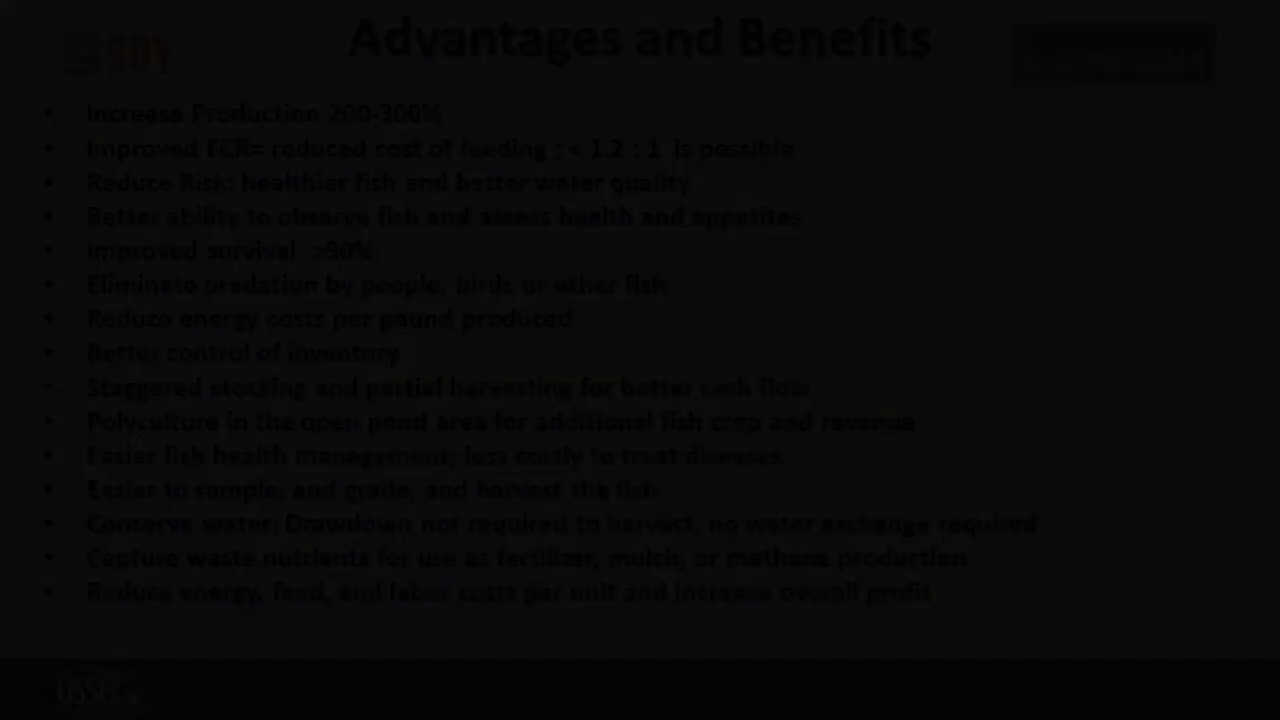 Advantages and Benefits
SOY
• Increase Production 200-300%
• Improved FCR= reduced cost of feeding : < 1.2 : 1 is possible
• Reduce Risk: healthier fish and better water quality
• Better ability to observe fish and assess health and appetites
• Improved survival >90%
• Eliminate predation by people, birds or other fish
• Reduce energy costs per pound produced
• Better control of inventory
• Staggered stocking and partial harvesting for better cash flow
• Polyculture in the open pond area for additional fish crop and revenue
• Easier fish health management; less costly to treat diseases
• Easier to sample, and grade, and harvest the fish
• Conserve water: Drawdown not required to harvest, no water exchange required
• Capture waste nutrients for use as fertilizer, mulch, or methane production
• Reduce energy, feed, and labor costs per unit and increase overall profit
USSEC